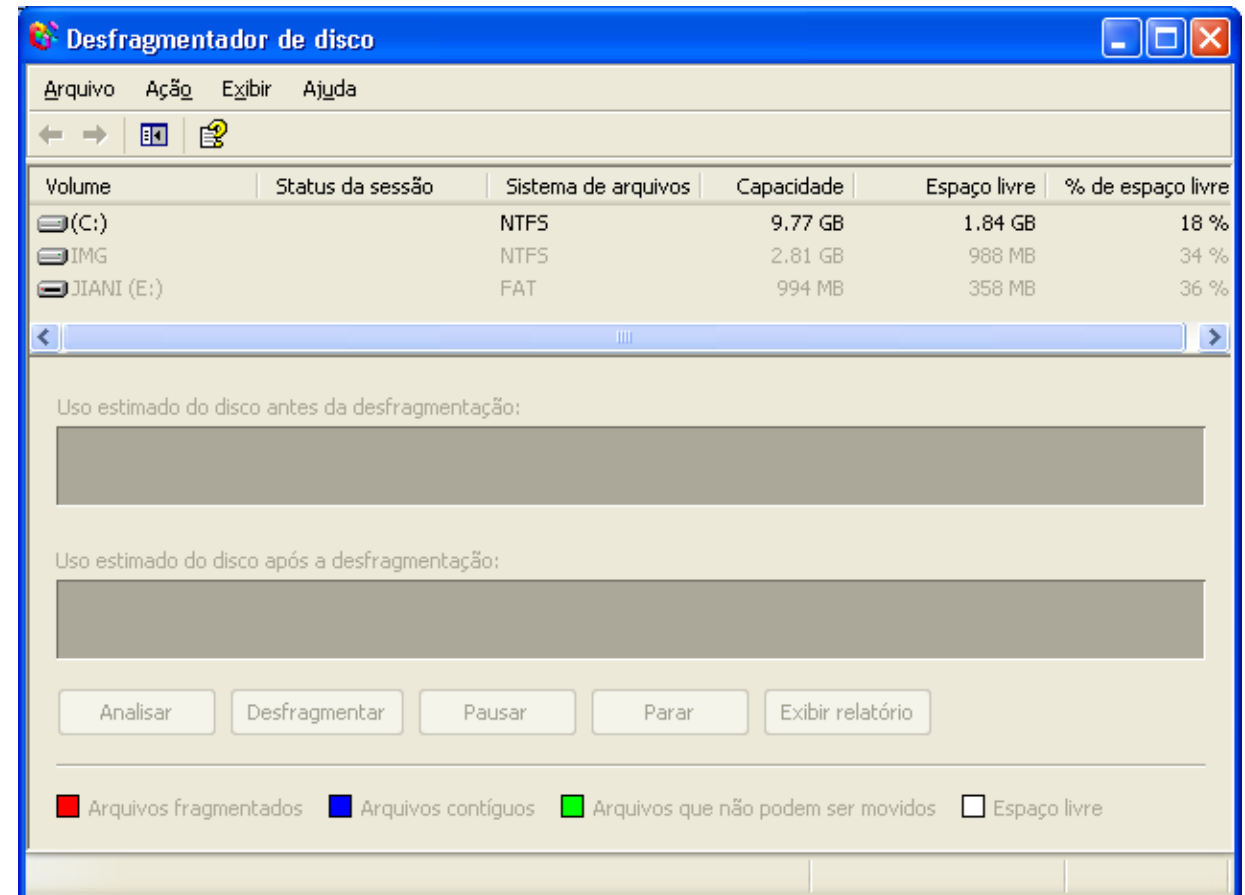 Desfragmentador de disco
Arquivo Ação Exibir Ajuda
Volume Status da sessão Sistema de arquivos Capacidade Espaço livre % de espaço livre
(C:) NTFS 9.77 GB 1.84 GB 18 %
IMG NTFS 2.81 GB 988 MB 34 %
JIANI (E:) FAT 994 MB 358 MB 36 %
Uso estimado do disco antes da desfragmentação:
Uso estimado do disco após a desfragmentação:
Analisar Desfragmentar Pausar Parar Exibir relatório
Arquivos fragmentados Arquivos contíguos Arquivos que não podem ser movidos Espaço livre